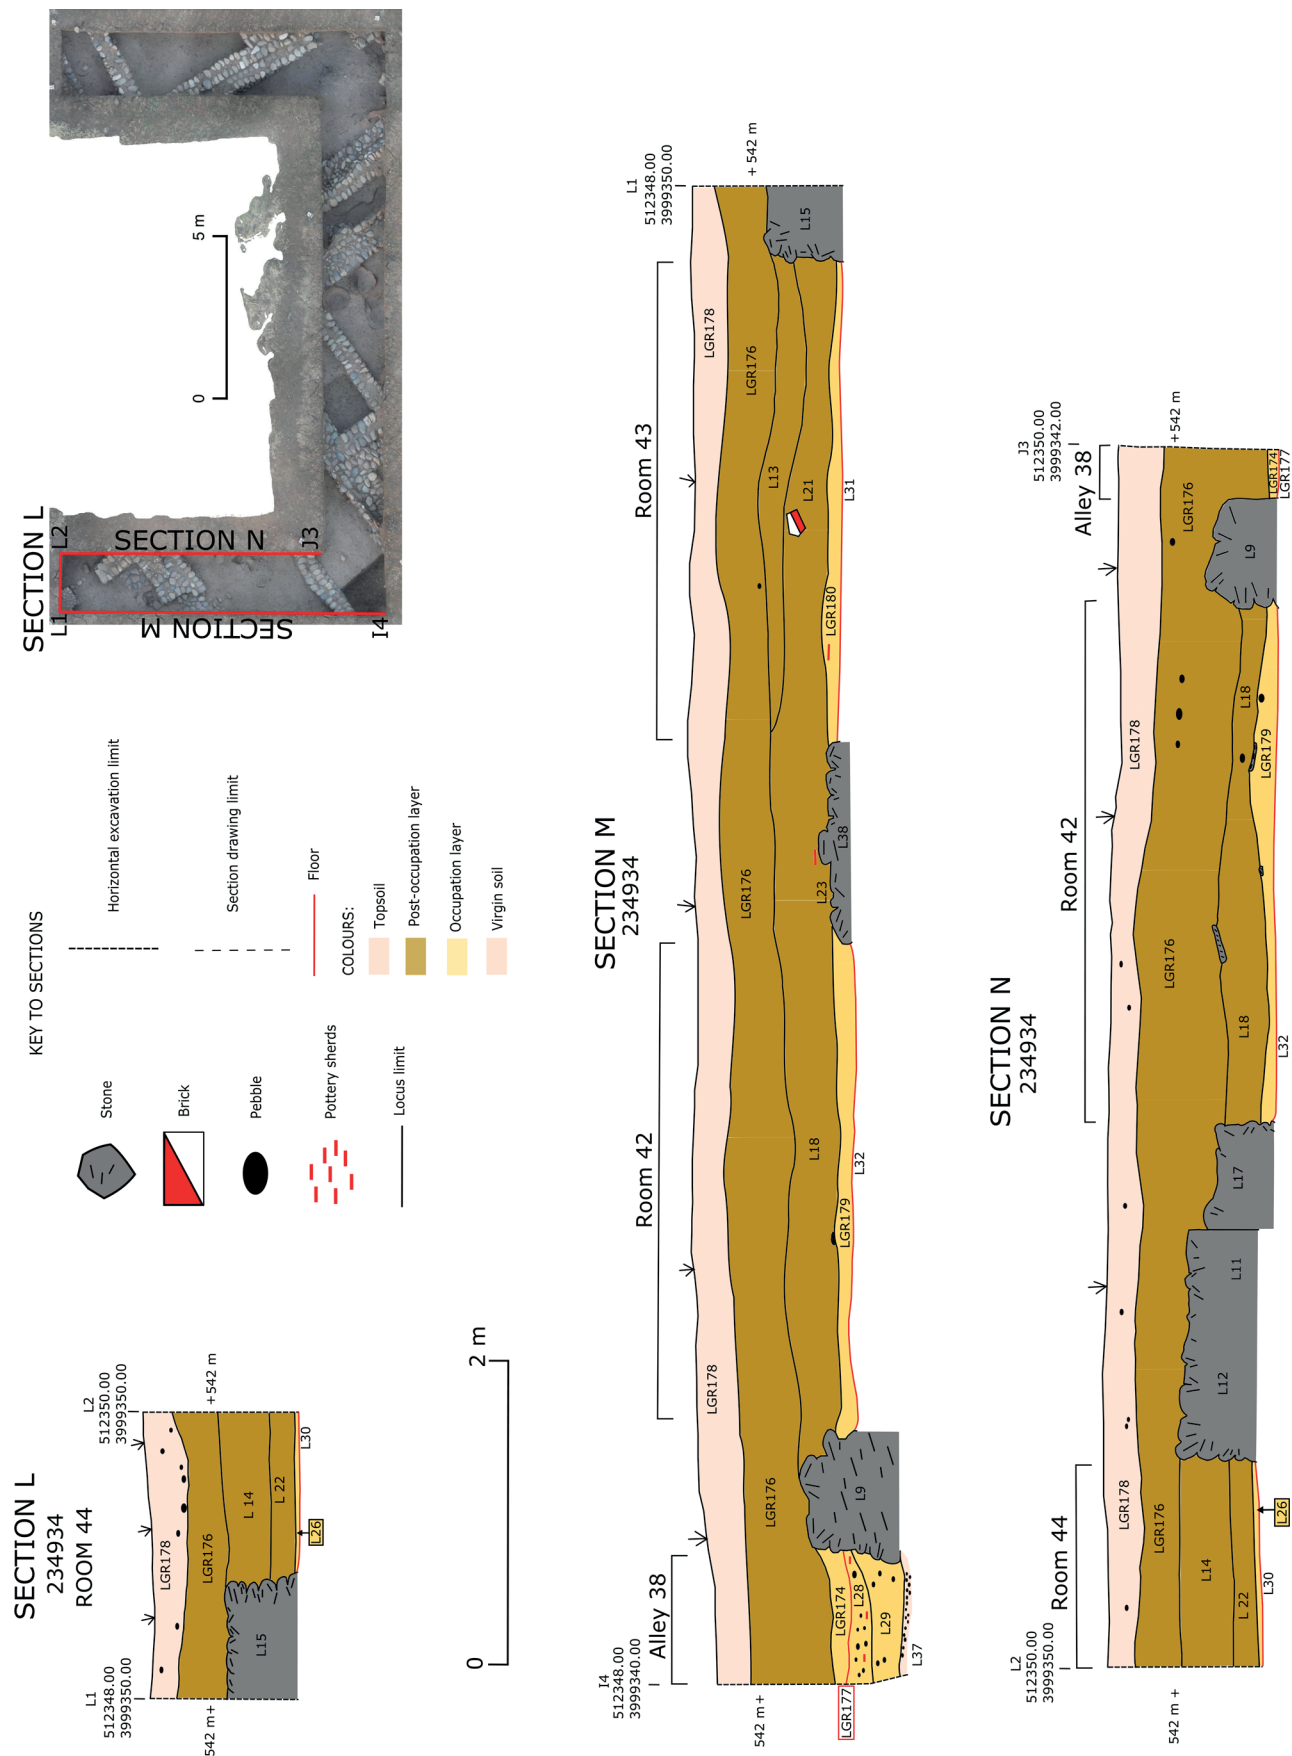 SECTION L
234934
ROOM 44
L1
512348.00
3999350.00
L2
512350.00
3999350.00
542 m+
+542 m
LGR178
LGR176
L15
L 14
L 22
L30
L26
0
2 m
KEY TO SECTIONS
Stone
Brick
Pebble
Pottery sherds
Locus limit
Horizontal excavation limit
Section drawing limit
Floor
COLOURS:
Topsoil
Post-occupation layer
Occupation layer
Virgin soil
SECTION L
L1
L2
SECTION M
SECTION N
I4
J3
0
5 m
SECTION M
234934
I4
512348.00
3999340.00
L1
512348.00
3999350.00
Alley 38
Room 42
Room 43
542 m+
+ 542 m
LGR178
LGR178
LGR176
LGR176
LGR176
LGR177
LGR174
L28
L29
L37
L9
L18
LGR179
L32
L23
L38
L13
L21
LGR180
L31
L15
SECTION N
234934
L2
512350.00
3999350.00
J3
512350.00
3999342.00
Room 44
Room 42
Alley 38
542 m +
+542 m
LGR178
LGR178
LGR176
LGR176
LGR176
L14
L 22
L30
L26
L12
L11
L17
L18
L18
LGR179
L32
L9
LGR174
LGR177